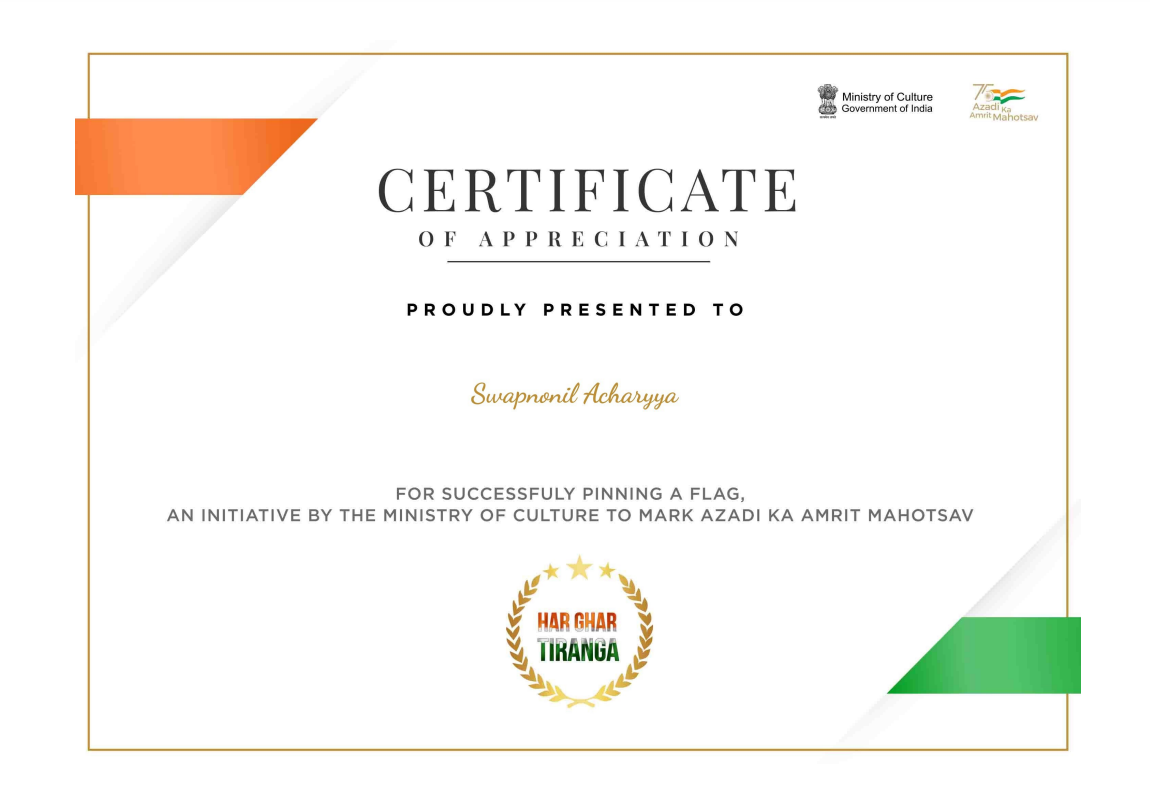 Ministry of Culture
Government of India
75
Azadi Ka
Amrit Mahotsav
CERTIFICATE
OF APPRECIATION
PROUDLY PRESENTED TO
Swapnonil Acharyya
FOR SUCCESSFULY PINNING A FLAG,
AN INITIATIVE BY THE MINISTRY OF CULTURE TO MARK AZADI KA AMRIT MAHOTSAV
HAR GHAR
TIRANGA